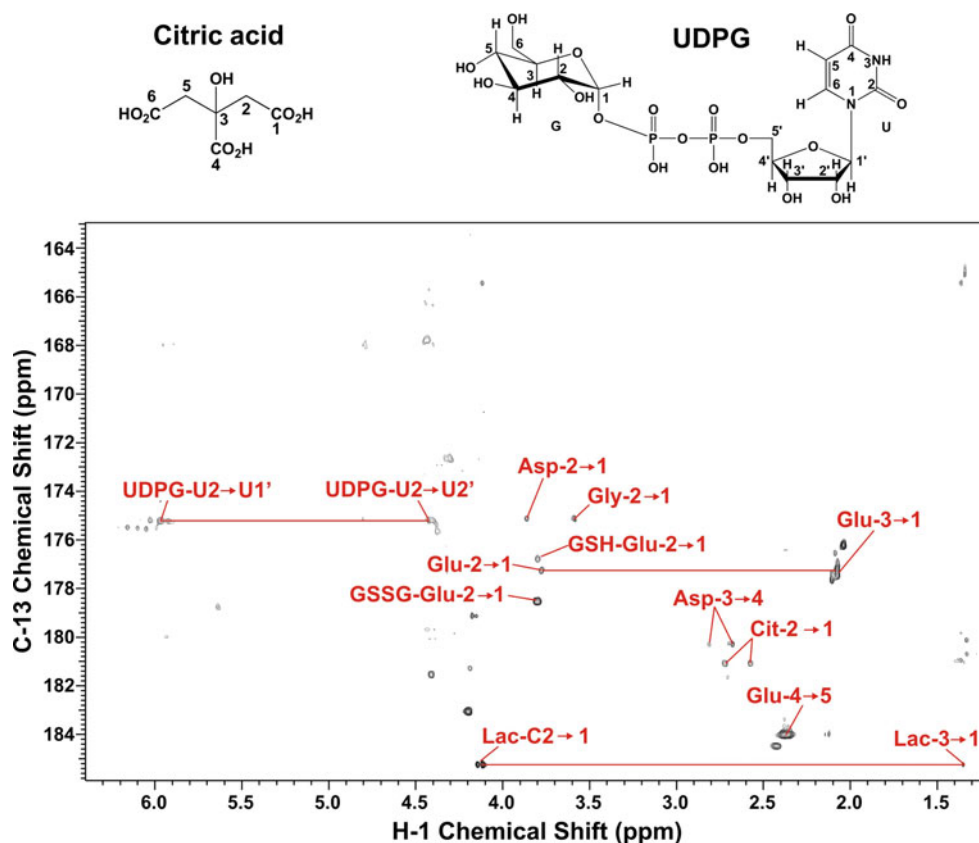 Citric acid
UDPG
OH
6
5
HO₂C
3
2
1
CO₂H
4
CO₂H
OH
H
6
H
5
O
HO
3
2
HO
4
H
OH
1
H
H
G
O
O
P
O
P
O
OH
OH
5'
O
4
5
3
NH
H
6
2
O
H
1
N
U
O
4'
H
H
1'
3'
2'
H
H
OH
OH
164
166
168
170
172
174
176
178
180
182
184
C-13 Chemical Shift (ppm)
UDPG-U2→U1'
UDPG-U2→U2'
Asp-2→1
Gly-2→1
Glu-3→1
GSH-Glu-2→1
Glu-2→1
GSSG-Glu-2→1
Asp-3→4
Cit-2→1
Glu-4→5
Lac-C2→1
Lac-3→1
6.0 5.5 5.0 4.5 4.0 3.5 3.0 2.5 2.0 1.5
H-1 Chemical Shift (ppm)